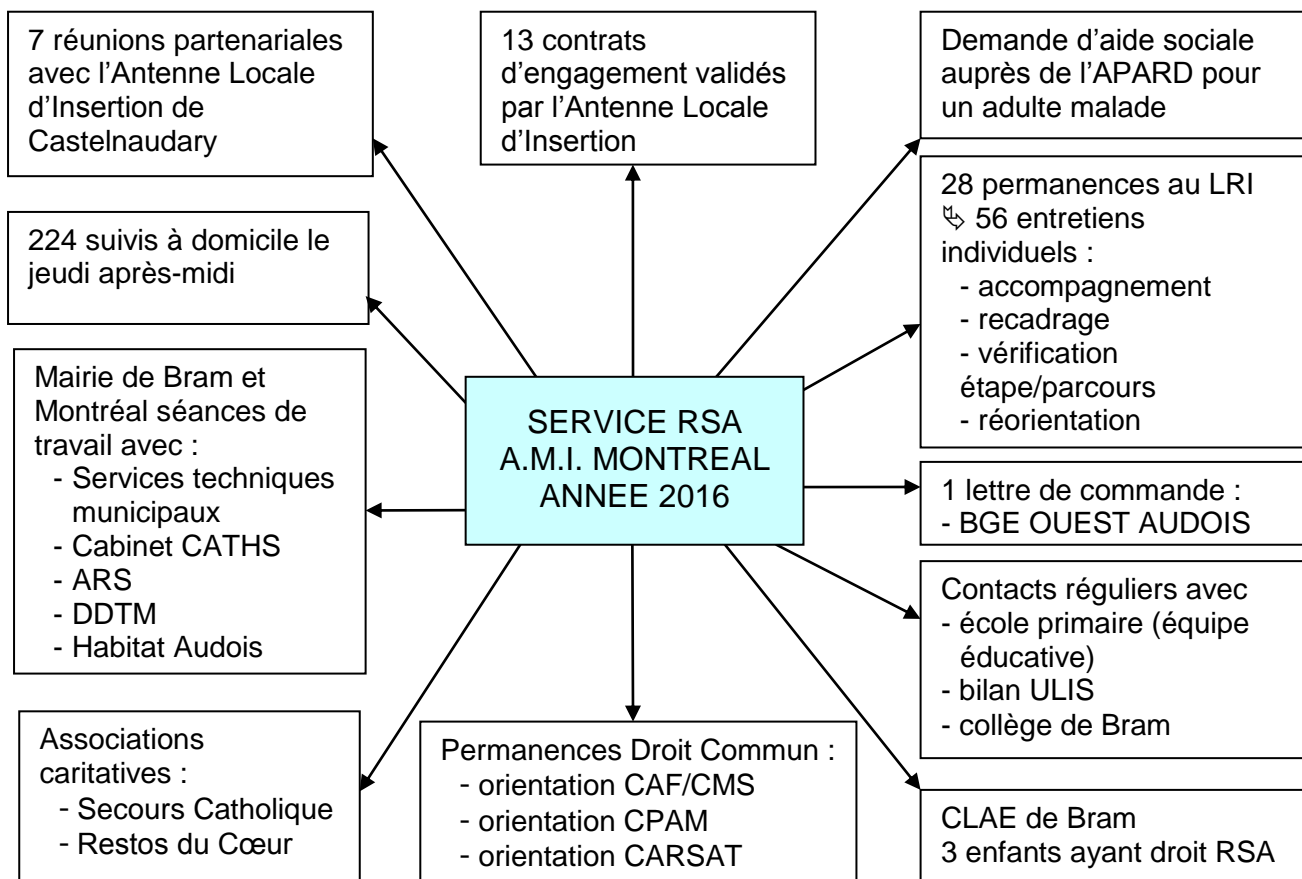 7 réunions partenariales
avec l'Antenne Locale
d'Insertion de
Castelnaudary
13 contrats
d'engagement validés
par l'Antenne Locale
d'Insertion
Demande d'aide sociale
auprès de l'APARD pour
un adulte malade
224 suivis à domicile le
jeudi après-midi
28 permanences au LRI
⮱ 56 entretiens
individuels :
- accompagnement
- recadrage
- vérification
étape/parcours
- réorientation
Mairie de Bram et
Montréal séances de
travail avec :
- Services techniques
municipaux
- Cabinet CATHS
- ARS
- DDTM
- Habitat Audois
SERVICE RSA
A.M.I. MONTREAL
ANNEE 2016
1 lettre de commande :
- BGE OUEST AUDOIS
Contacts réguliers avec
- école primaire (équipe
éducative)
- bilan ULIS
- collège de Bram
Associations
caritatives :
- Secours Catholique
- Restos du Cœur
Permanences Droit Commun :
- orientation CAF/CMS
- orientation CPAM
- orientation CARSAT
CLAE de Bram
3 enfants ayant droit RSA